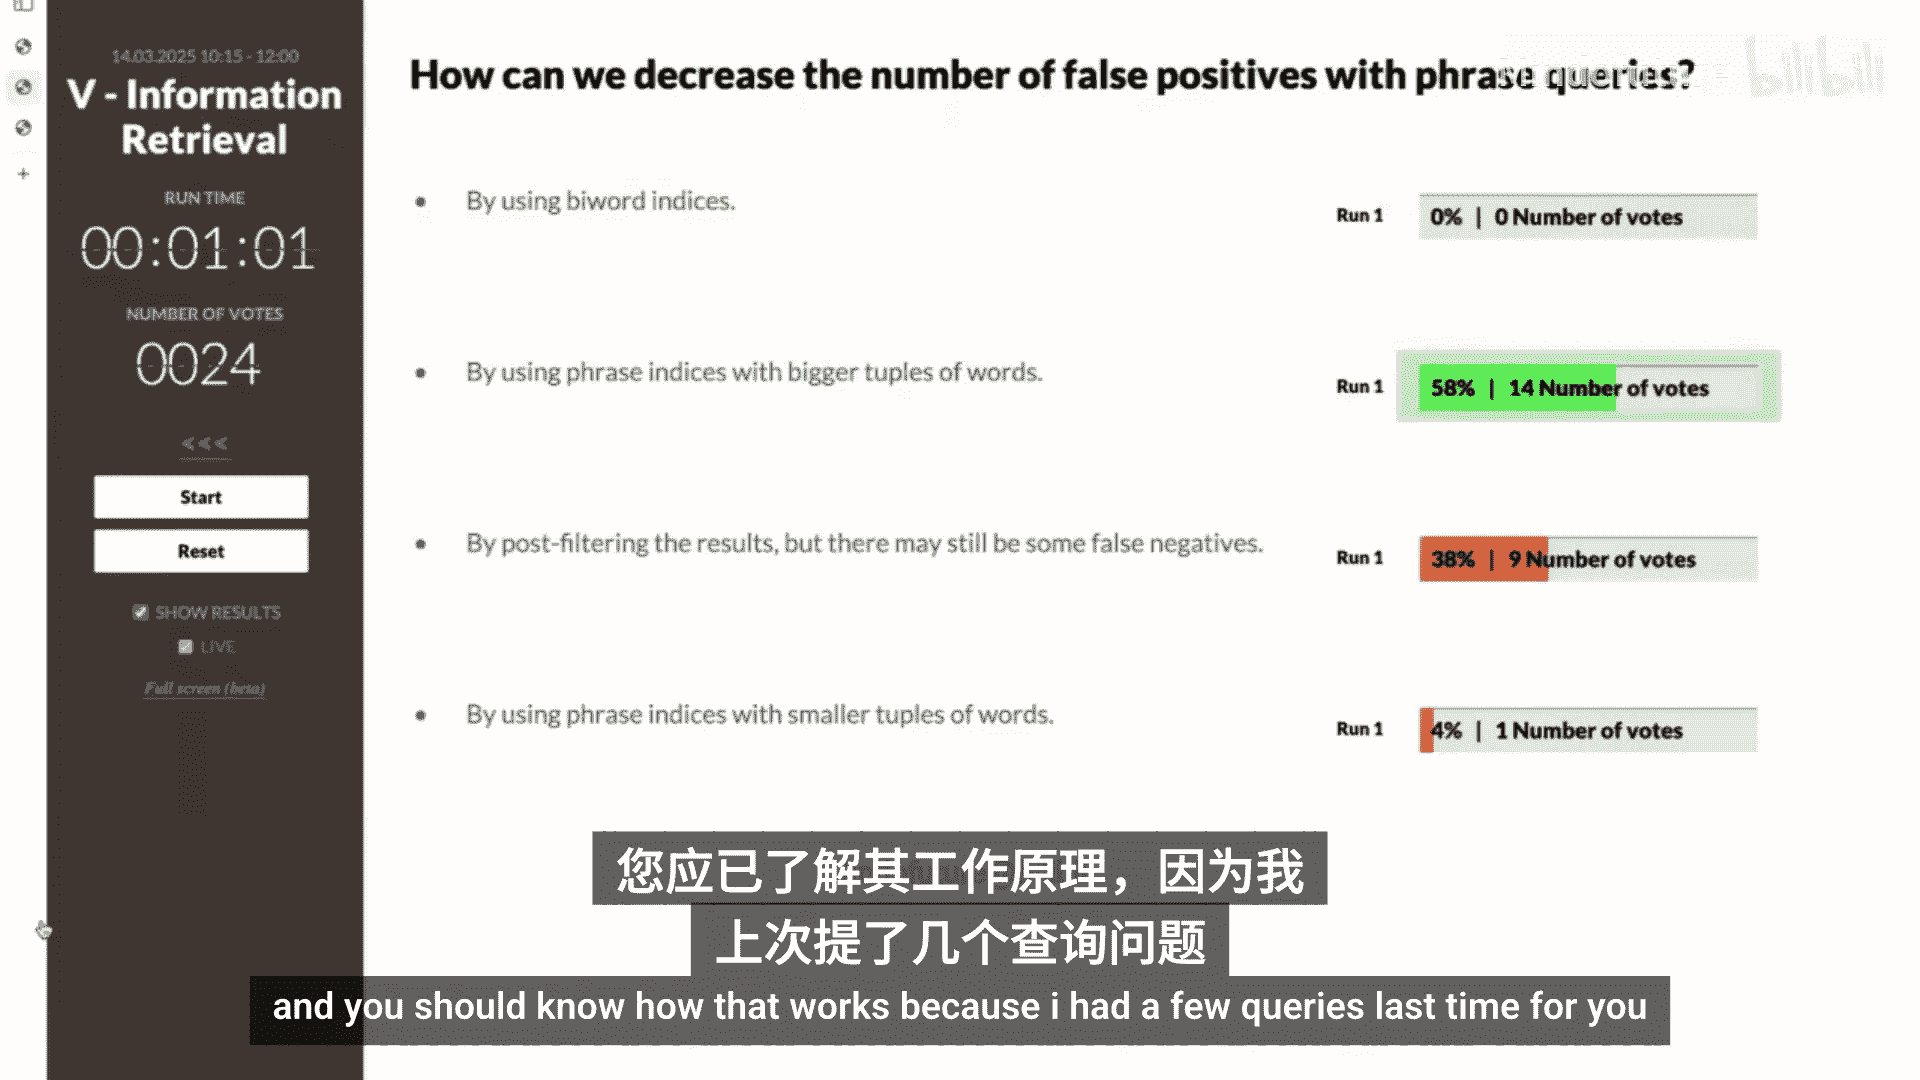 14.03.2025 10:15 - 12:00
V - Information
Retrieval
RUN TIME
00:01:01
NUMBER OF VOTES
0024
<<<
Start
Reset
SHOW RESULTS
LIVE
Full screen (beta)
How can we decrease the number of false positives with phrase queries?
bilibili
• By using biword indices.
Run 1
0% | 0 Number of votes
• By using phrase indices with bigger tuples of words.
Run 1
58% | 14 Number of votes
• By post-filtering the results, but there may still be some false negatives.
Run 1
38% | 9 Number of votes
• By using phrase indices with smaller tuples of words.
Run 1
4% | 1 Number of votes
您应已了解其工作原理，因为我
上次提了几个查询问题
and you should know how that works because i had a few queries last time for you